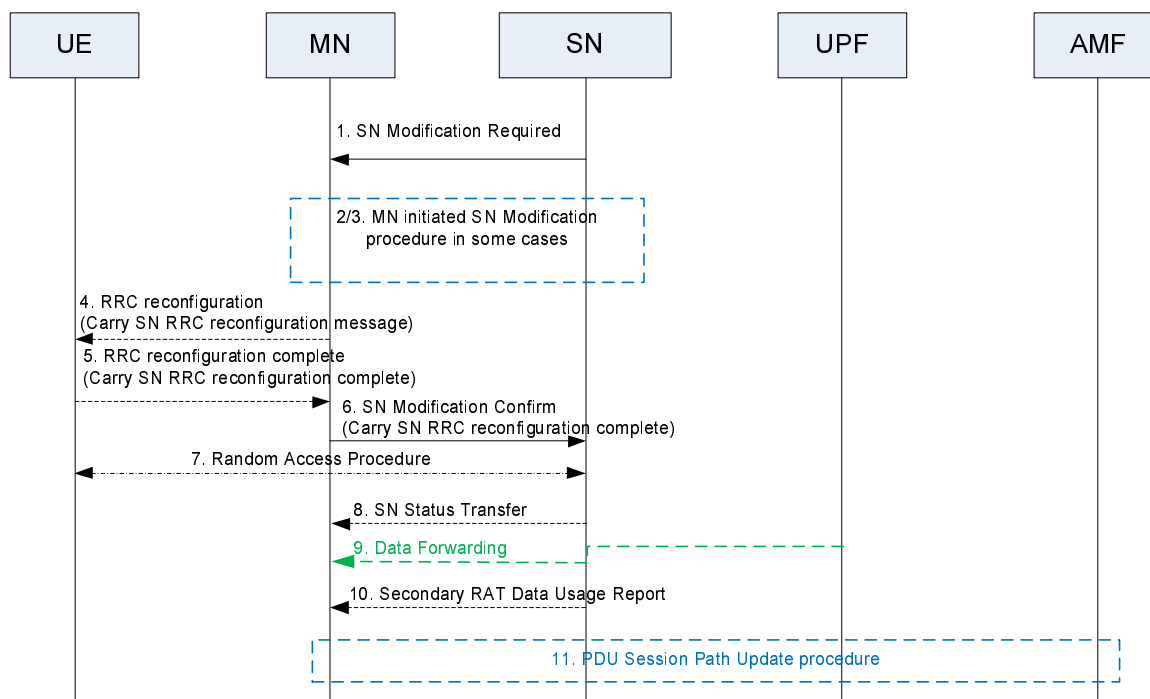 UE
MN
SN
UPF
AMF
1. SN Modification Required
2/3. MN initiated SN Modification
procedure in some cases
4. RRC reconfiguration
(Carry SN RRC reconfiguration message)
5. RRC reconfiguration complete
(Carry SN RRC reconfiguration complete)
6. SN Modification Confirm
(Carry SN RRC reconfiguration complete)
7. Random Access Procedure
8. SN Status Transfer
9. Data Forwarding
10. Secondary RAT Data Usage Report
11. PDU Session Path Update procedure